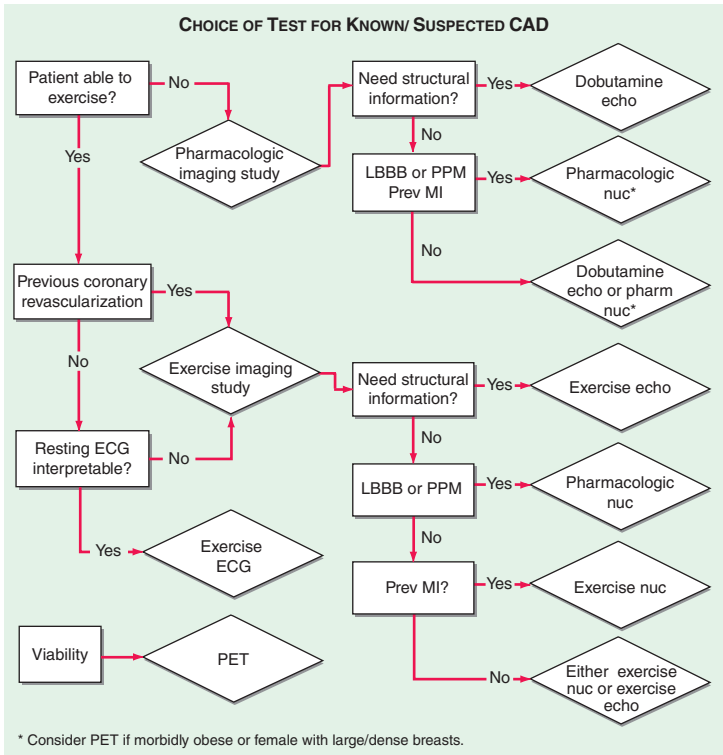 CHOICE OF TEST FOR KNOWN/ SUSPECTED CAD
Patient able to
exercise?
No
Yes
Pharmacologic
imaging study
Need structural
information?
Yes
Dobutamine
echo
No
LBBB or PPM
Prev MI
Yes
Pharmacologic
nuc*
No
Dobutamine
echo or pharm
nuc*
Previous coronary
revascularization
Yes
No
Exercise imaging
study
Resting ECG
interpretable?
No
Yes
Exercise
ECG
Need structural
information?
Yes
Exercise echo
No
LBBB or PPM
Yes
Pharmacologic
nuc
No
Prev MI?
Yes
Exercise nuc
No
Either exercise
nuc or exercise
echo
Viability
PET
* Consider PET if morbidly obese or female with large/dense breasts.